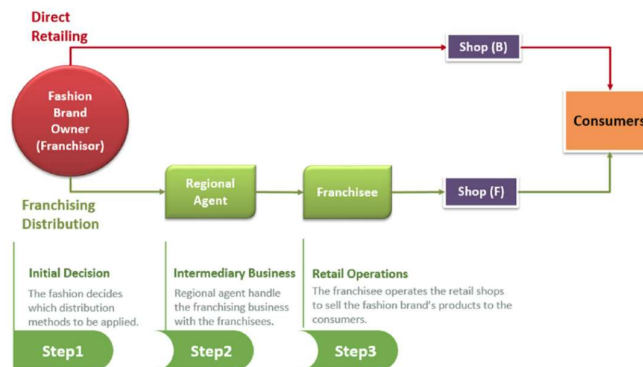 Direct
Retailing
Shop (B)
Fashion
Brand
Owner
(Franchisor)
Consumers
Regional
Agent
Franchisee
Shop (F)
Franchising
Distribution
Initial Decision
The fashion decides
which distribution
methods to be applied.
Step1
Intermediary Business
Regional agent handle
the franchising business
with the franchisees.
Step2
Retail Operations
The franchisee operates the retail shops
to sell the fashion brand's products to the
consumers.
Step3